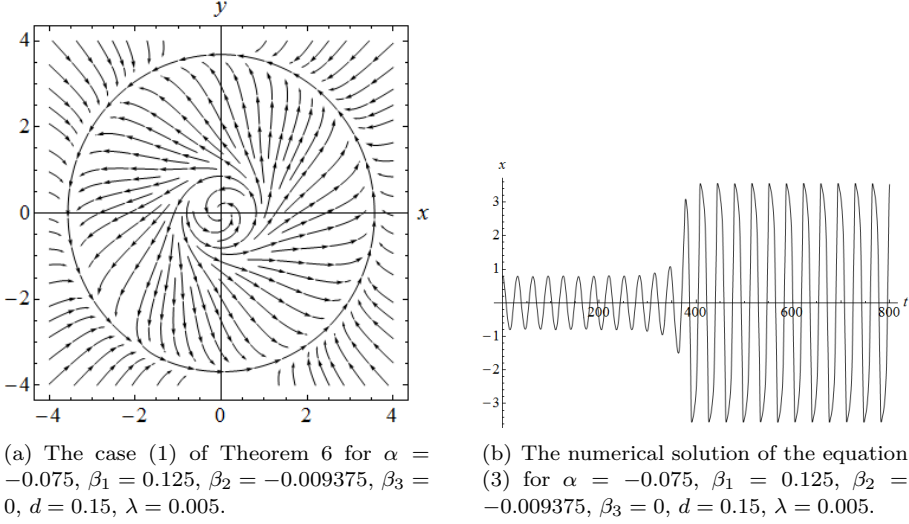 y
4
2
0
−2
−4
x
−4
−2
0
2
4
x
3
2
1
−1
−2
−3
200
400
600
800
t
(a) The case (1) of Theorem 6 for α =
−0.075, β₁ = 0.125, β₂ = −0.009375, β₃ =
0, d = 0.15, λ = 0.005.
(b) The numerical solution of the equation
(3) for α = −0.075, β₁ = 0.125, β₂ =
−0.009375, β₃ = 0, d = 0.15, λ = 0.005.